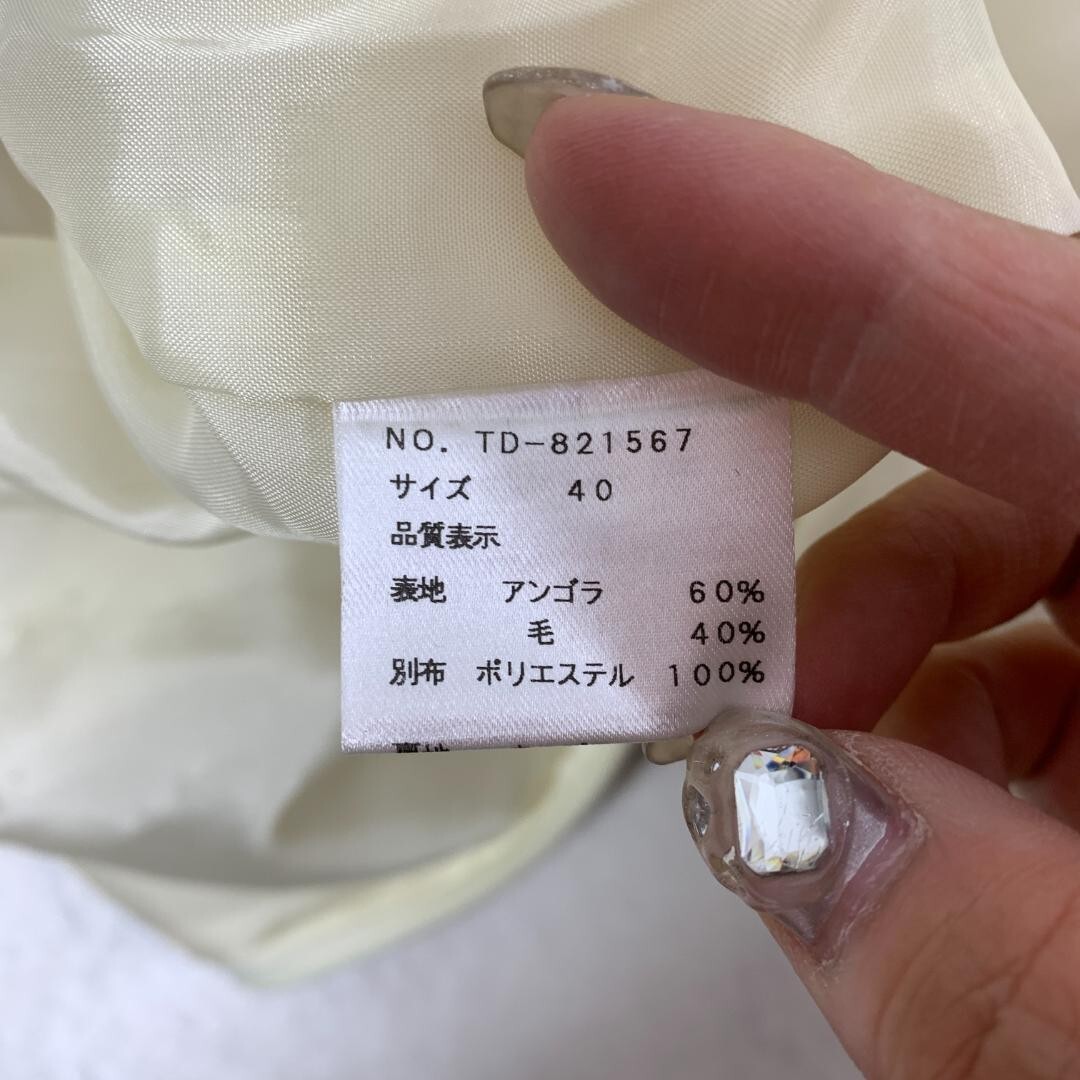 NO. TD-821567
サイズ 40
品質表示
表地 アンゴラ 60%
毛 40%
別布 ポリエステル 100%